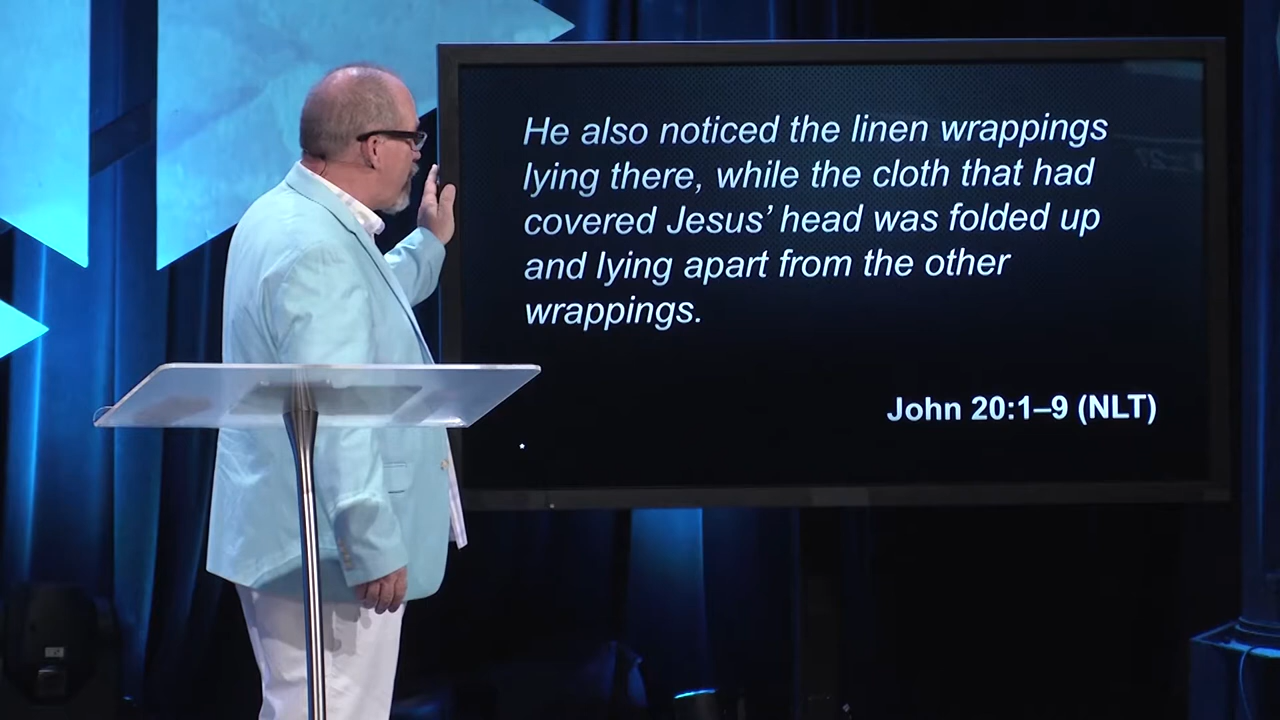 He also noticed the linen wrappings
lying there, while the cloth that had
covered Jesus’ head was folded up
and lying apart from the other
wrappings.
John 20:1–9 (NLT)